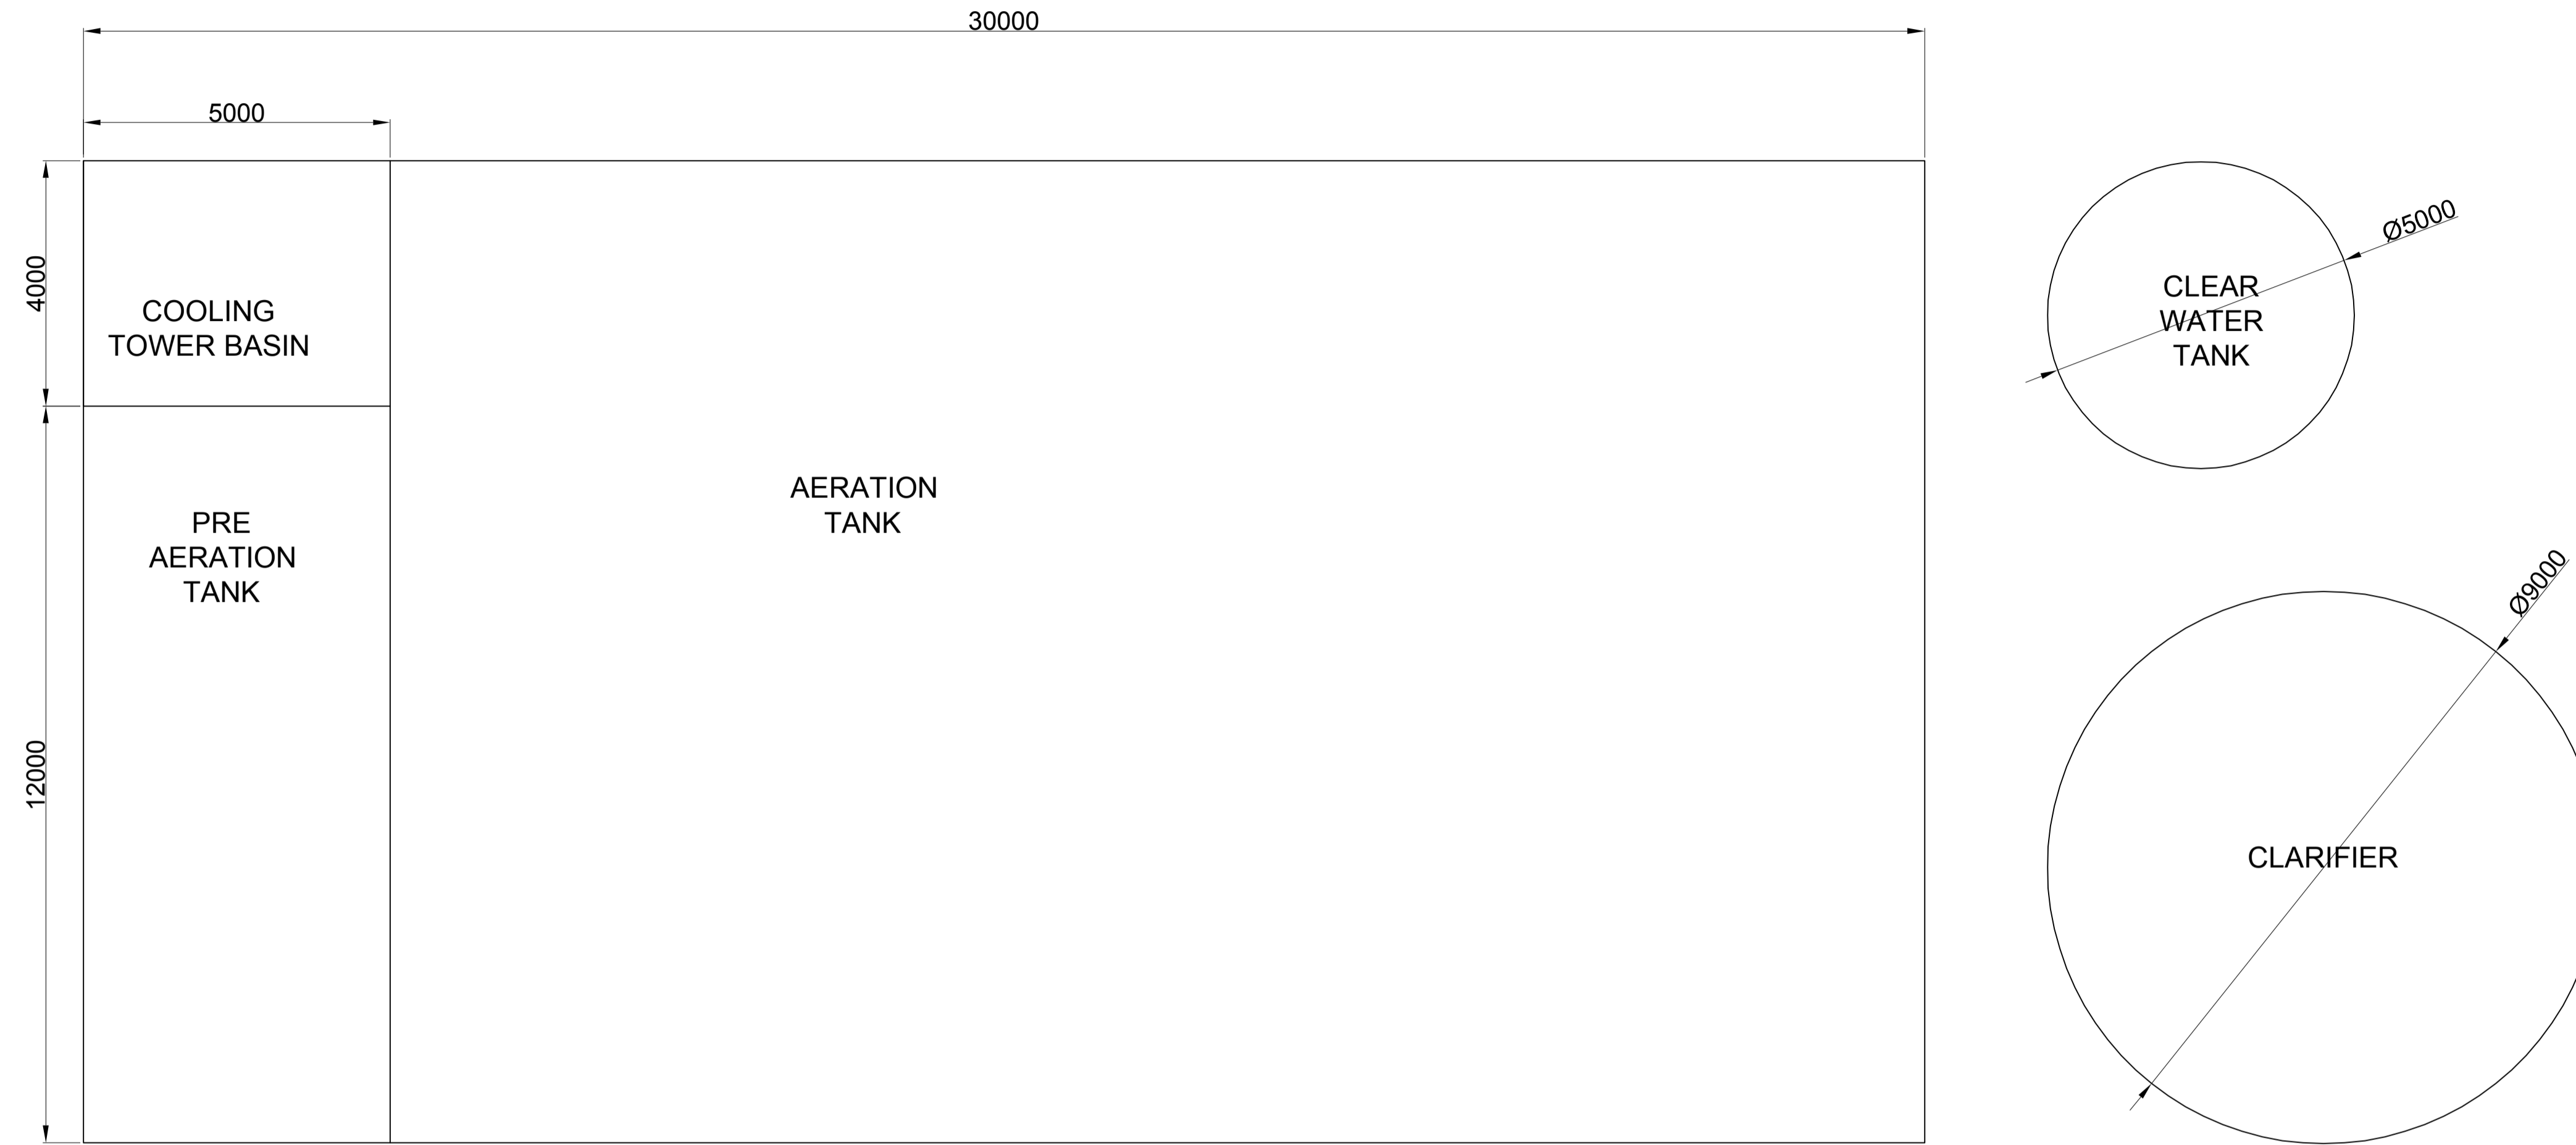 30000
5000
4000
COOLING
TOWER BASIN
12000
PRE
AERATION
TANK
AERATION
TANK
Ø5000
CLEAR
WATER
TANK
Ø9000
CLARIFIER